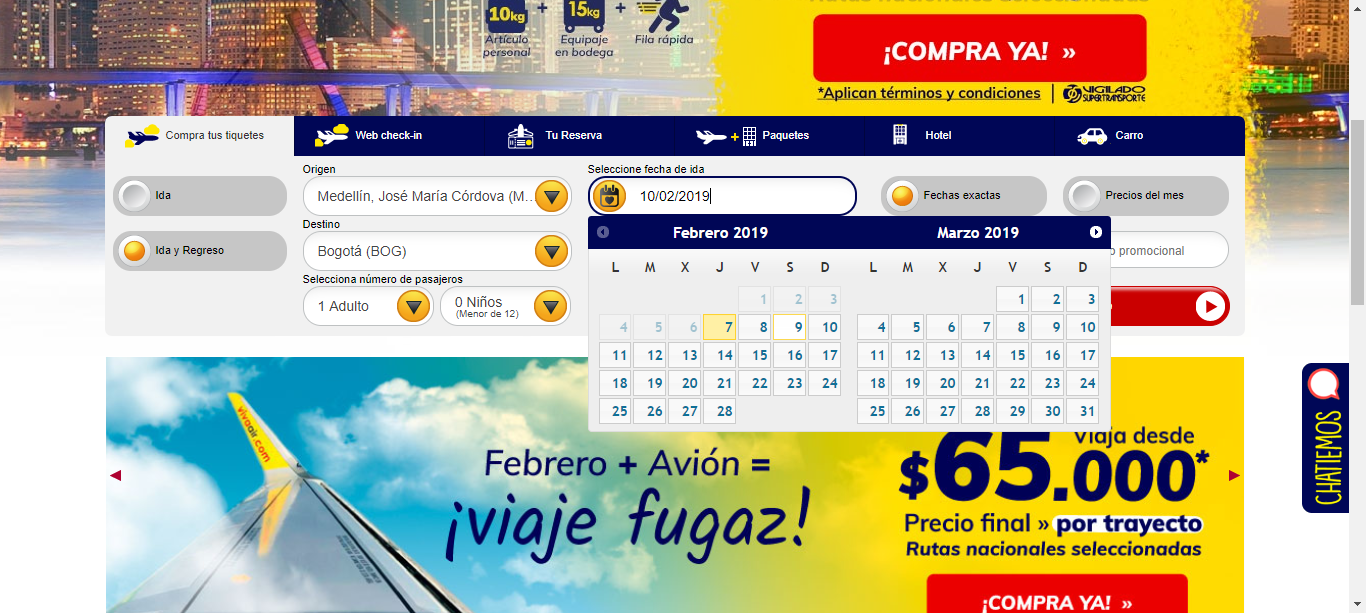 10kg + 15kg +
Artículo personal
Equipaje en bodega
Fila rápida
¡COMPRA YA! »
*Aplican términos y condiciones | VIGILADO SUPERTRANSPORTE
Compra tus tiquetes
Web check-in
Tu Reserva
Paquetes
Hotel
Carro
Ida
Ida y Regreso
Origen
Medellín, José María Córdova (M...
Destino
Bogotá (BOG)
Selecciona número de pasajeros
1 Adulto
0 Niños
(Menor de 12)
Seleccione fecha de ida
10/02/2019
Fechas exactas
Precios del mes
o promocional
Febrero 2019
L M X J V S D
1 2 3
4 5 6 7 8 9 10
11 12 13 14 15 16 17
18 19 20 21 22 23 24
25 26 27 28
Marzo 2019
L M X J V S D
1 2 3
4 5 6 7 8 9 10
11 12 13 14 15 16 17
18 19 20 21 22 23 24
25 26 27 28 29 30 31
vivaair.com
Febrero + Avión =
¡viaje fugaz!
Viaja desde
$65.000*
Precio final » por trayecto
Rutas nacionales seleccionadas
¡COMPRA YA! »
CHATIEMOS